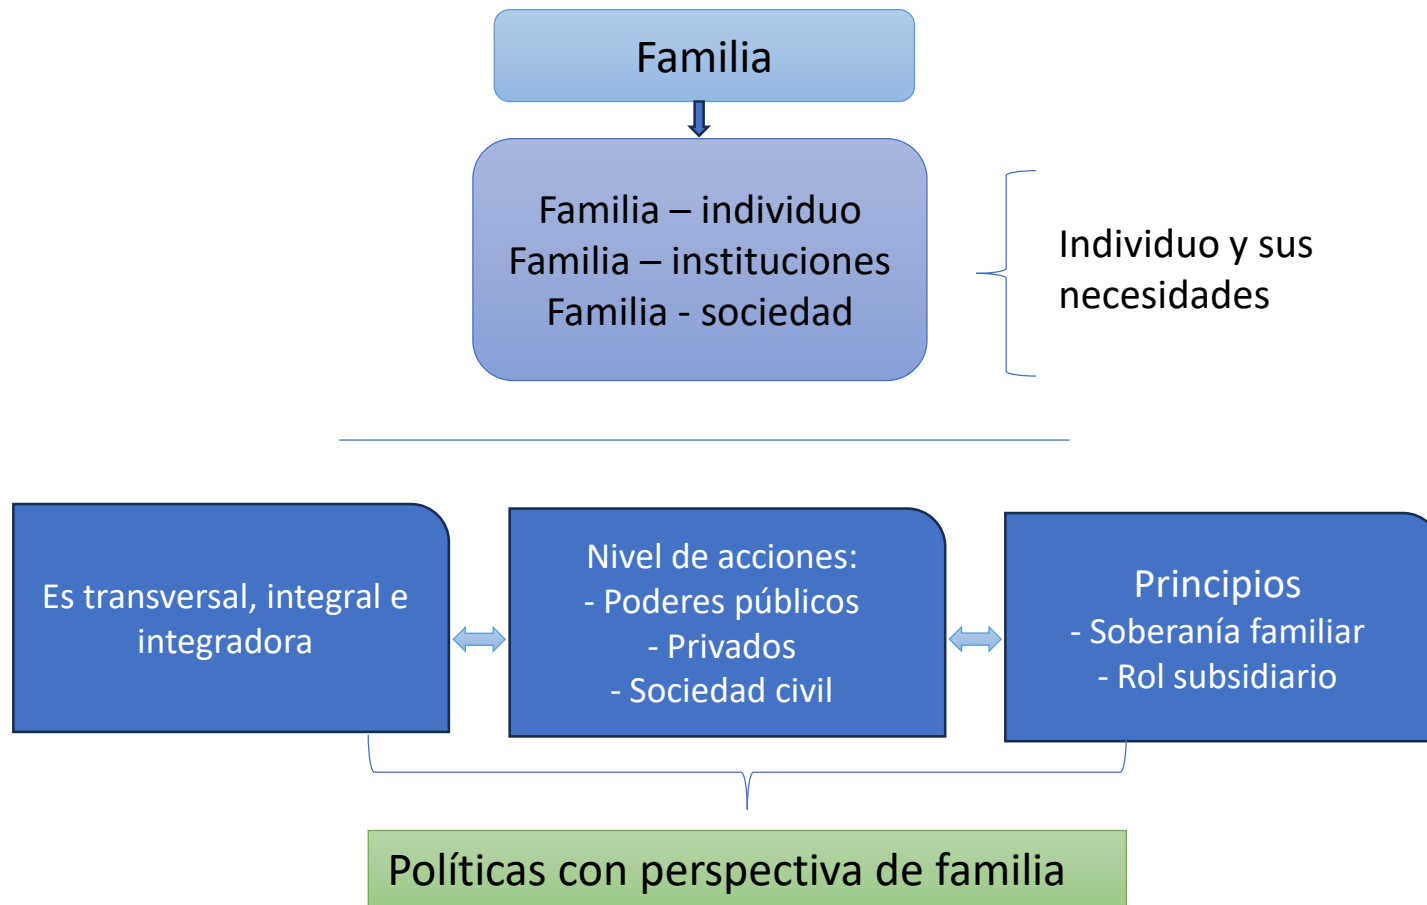 Familia
Familia – individuo
Familia – instituciones
Familia - sociedad
Individuo y sus
necesidades
Es transversal, integral e
integradora
Nivel de acciones:
- Poderes públicos
- Privados
- Sociedad civil
Principios
- Soberanía familiar
- Rol subsidiario
Políticas con perspectiva de familia